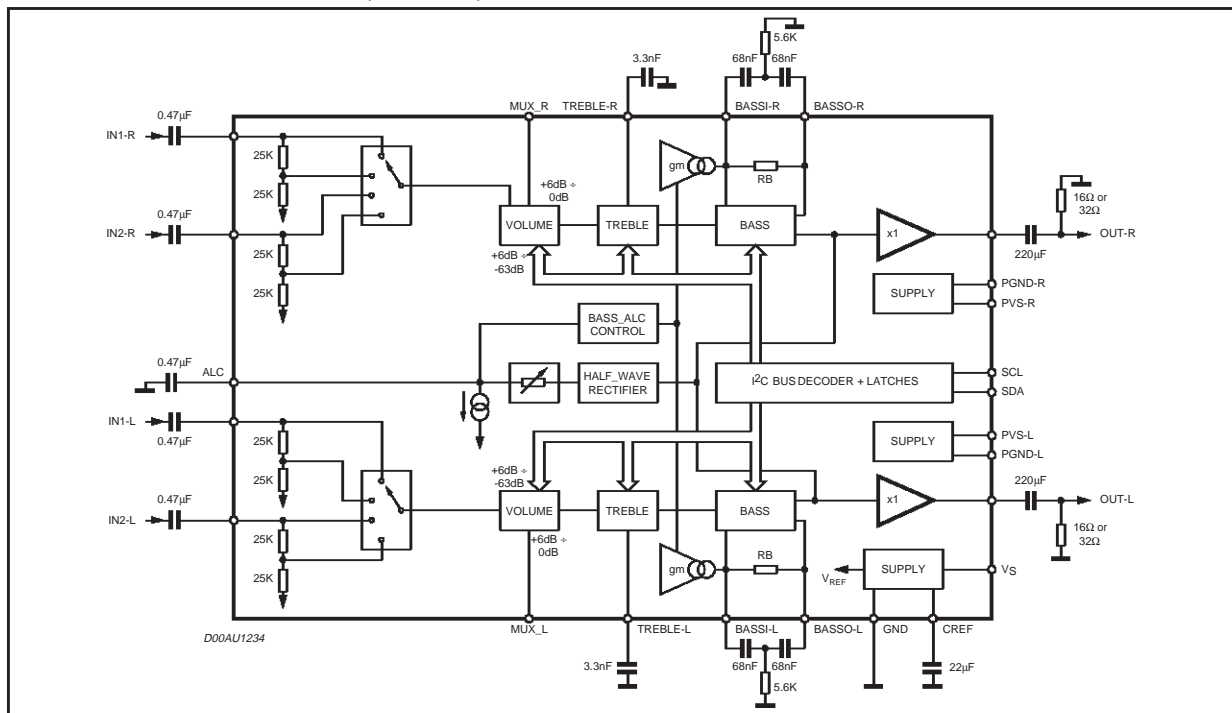 5.6K
68nF 68nF
3.3nF
MUX_R TREBLE-R BASSI-R BASSO-R
0.47µF
IN1-R
25K
25K
gm
RB
+6dB ÷
0dB
16Ω or
32Ω
0.47µF
IN2-R
VOLUME TREBLE BASS
x1
OUT-R
220µF
25K
+6dB ÷
-63dB
25K
SUPPLY
PGND-R
PVS-R
BASS_ALC
CONTROL
0.47µF
ALC
HALF_WAVE
RECTIFIER
I2C BUS DECODER + LATCHES
SCL
SDA
IN1-L
0.47µF
25K
25K
SUPPLY
PVS-L
PGND-L
+6dB ÷
-63dB
0.47µF
IN2-L
VOLUME TREBLE BASS
x1
220µF
OUT-L
25K
+6dB ÷
0dB
16Ω or
32Ω
25K
gm
RB
VREF
SUPPLY
VS
D00AU1234
MUX_L TREBLE-L BASSI-L BASSO-L GND CREF
3.3nF
68nF 68nF
22µF
5.6K